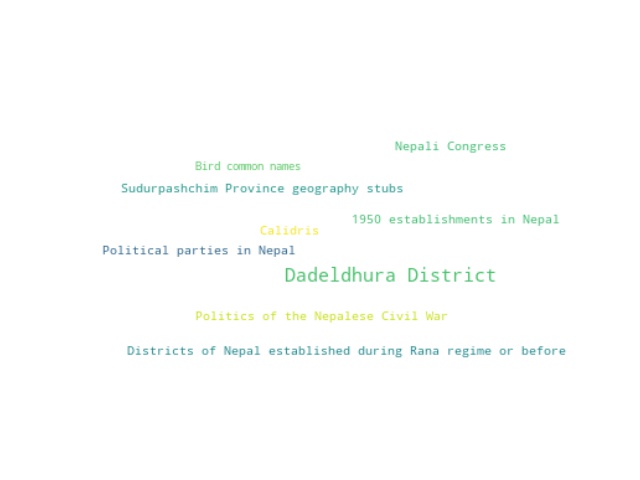 Nepali Congress
Bird common names
Sudurpashchim Province geography stubs
1950 establishments in Nepal
Calidris
Political parties in Nepal
Dadeldhura District
Politics of the Nepalese Civil War
Districts of Nepal established during Rana regime or before